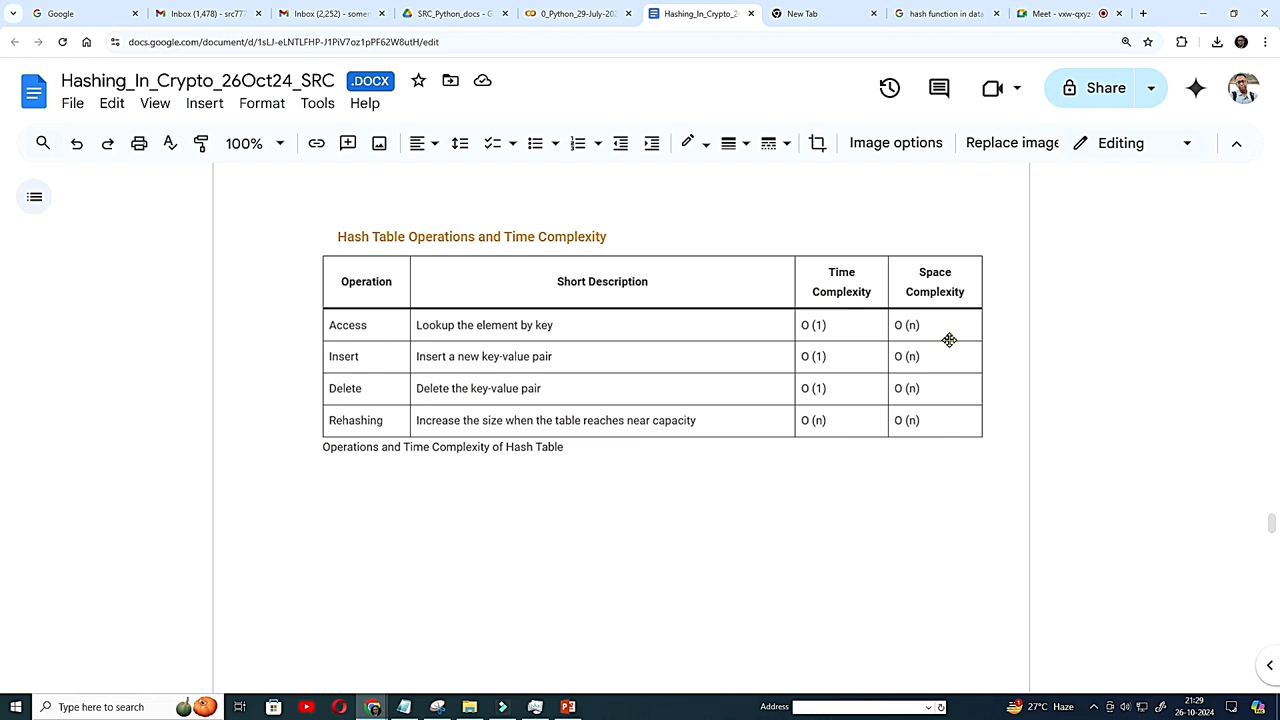 Google
Inbox (1,478) - src777
Inbox (2,252) - somer
SRC_Python_docs - G
0_Python_29-July-202
Hashing_In_Crypto_2
New Tab
hash function in data
Meet - vxw-qsyz
docs.google.com/document/d/1sLJ-eLNTLFHP-J1PiV7oz1pPF62W8utH/edit
Hashing_In_Crypto_26Oct24_SRC .DOCX
File Edit View Insert Format Tools Help
Share
100%
Image options
Replace image
Editing
Hash Table Operations and Time Complexity
Operation Short Description Time Complexity Space Complexity
Access Lookup the element by key O (1) O (n)
Insert Insert a new key-value pair O (1) O (n)
Delete Delete the key-value pair O (1) O (n)
Rehashing Increase the size when the table reaches near capacity O (n) O (n)
Operations and Time Complexity of Hash Table
Type here to search
Address
27°C Haze
21:29
26-10-2024